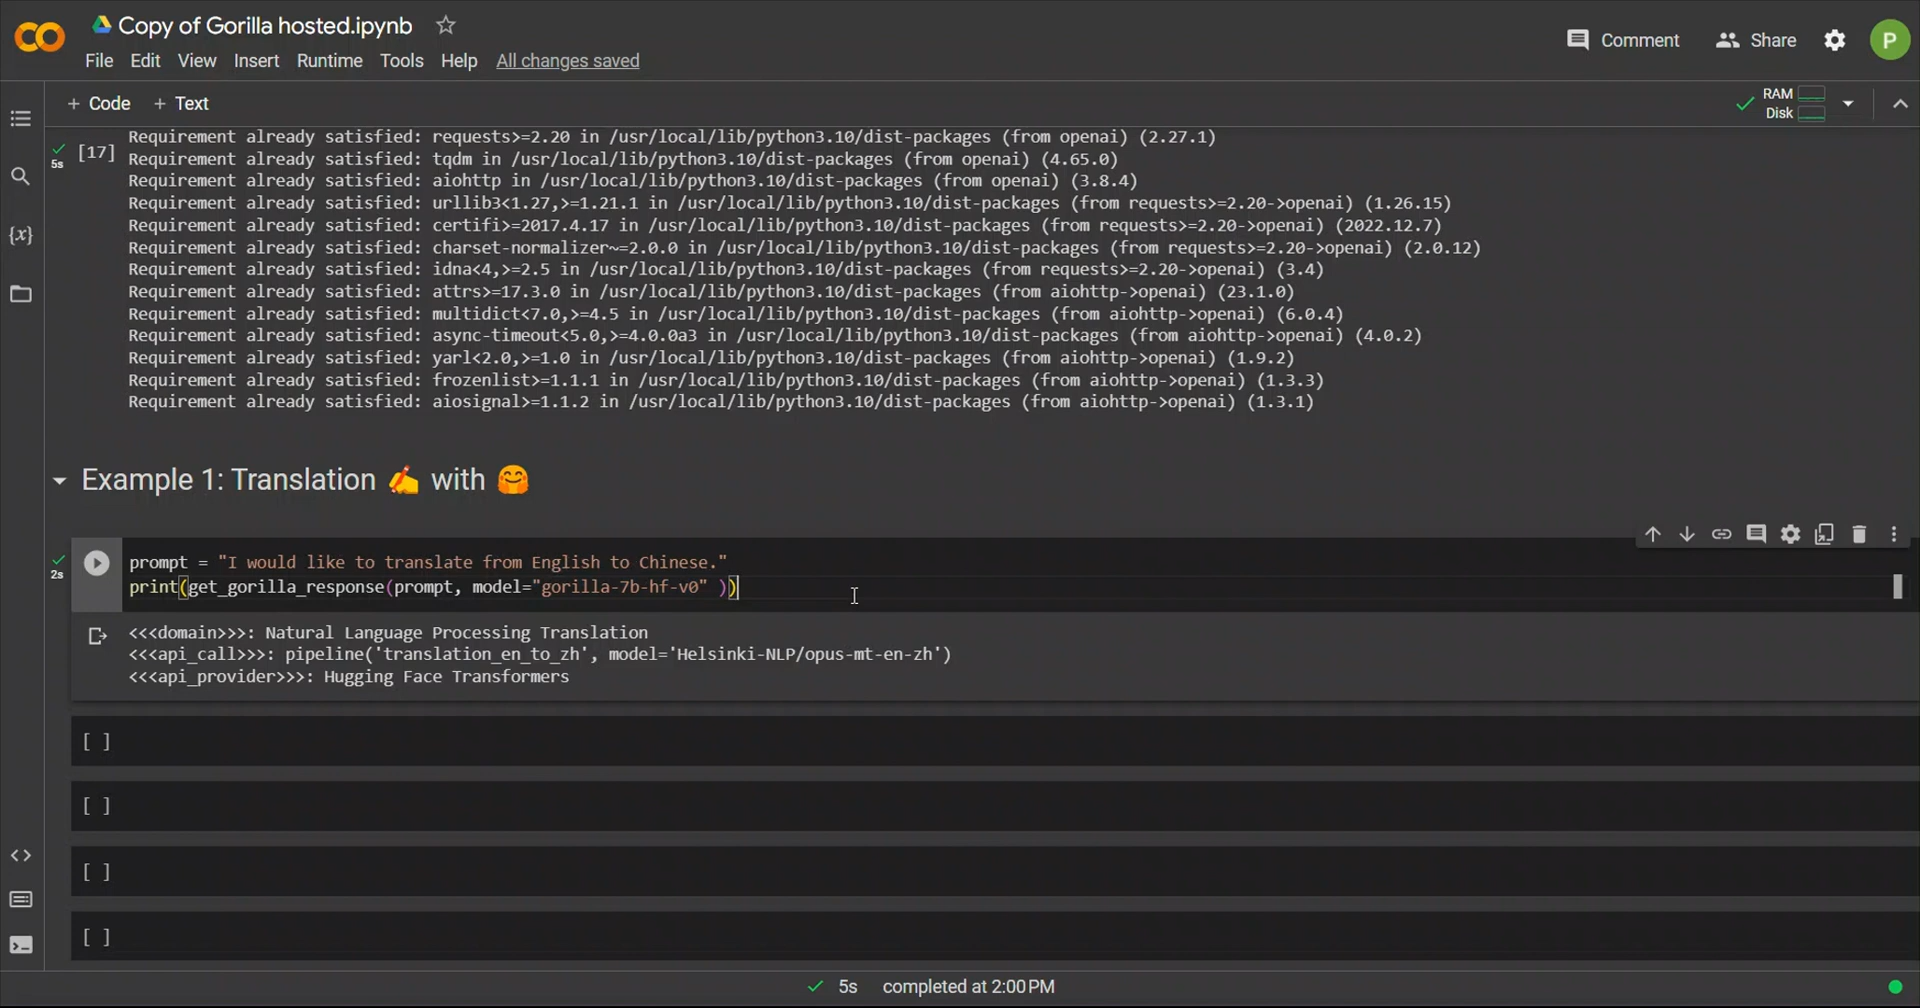 Copy of Gorilla hosted.ipynb
File Edit View Insert Runtime Tools Help All changes saved
Comment Share P
+ Code + Text
RAM
Disk
Requirement already satisfied: requests>=2.20 in /usr/local/lib/python3.10/dist-packages (from openai) (2.27.1)
5s [17]
Requirement already satisfied: tqdm in /usr/local/lib/python3.10/dist-packages (from openai) (4.65.0)
Requirement already satisfied: aiohttp in /usr/local/lib/python3.10/dist-packages (from openai) (3.8.4)
Requirement already satisfied: urllib3<1.27,>=1.21.1 in /usr/local/lib/python3.10/dist-packages (from requests>=2.20->openai) (1.26.15)
Requirement already satisfied: certifi>=2017.4.17 in /usr/local/lib/python3.10/dist-packages (from requests>=2.20->openai) (2022.12.7)
Requirement already satisfied: charset-normalizer~=2.0.0 in /usr/local/lib/python3.10/dist-packages (from requests>=2.20->openai) (2.0.12)
Requirement already satisfied: idna<4,>=2.5 in /usr/local/lib/python3.10/dist-packages (from requests>=2.20->openai) (3.4)
Requirement already satisfied: attrs>=17.3.0 in /usr/local/lib/python3.10/dist-packages (from aiohttp->openai) (23.1.0)
Requirement already satisfied: multidict<7.0,>=4.5 in /usr/local/lib/python3.10/dist-packages (from aiohttp->openai) (6.0.4)
Requirement already satisfied: async-timeout<5.0,>=4.0.0a3 in /usr/local/lib/python3.10/dist-packages (from aiohttp->openai) (4.0.2)
Requirement already satisfied: yarl<2.0,>=1.0 in /usr/local/lib/python3.10/dist-packages (from aiohttp->openai) (1.9.2)
Requirement already satisfied: frozenlist>=1.1.1 in /usr/local/lib/python3.10/dist-packages (from aiohttp->openai) (1.3.3)
Requirement already satisfied: aiosignal>=1.1.2 in /usr/local/lib/python3.10/dist-packages (from aiohttp->openai) (1.3.1)
Example 1: Translation ✍️ with 🤗
prompt = "I would like to translate from English to Chinese."
2s
print(get_gorilla_response(prompt, model="gorilla-7b-hf-v0" ))
<<<domain>>>: Natural Language Processing Translation
<<<api_call>>>: pipeline('translation_en_to_zh', model='Helsinki-NLP/opus-mt-en-zh')
<<<api_provider>>>: Hugging Face Transformers
[ ]
[ ]
[ ]
[ ]
5s completed at 2:00 PM